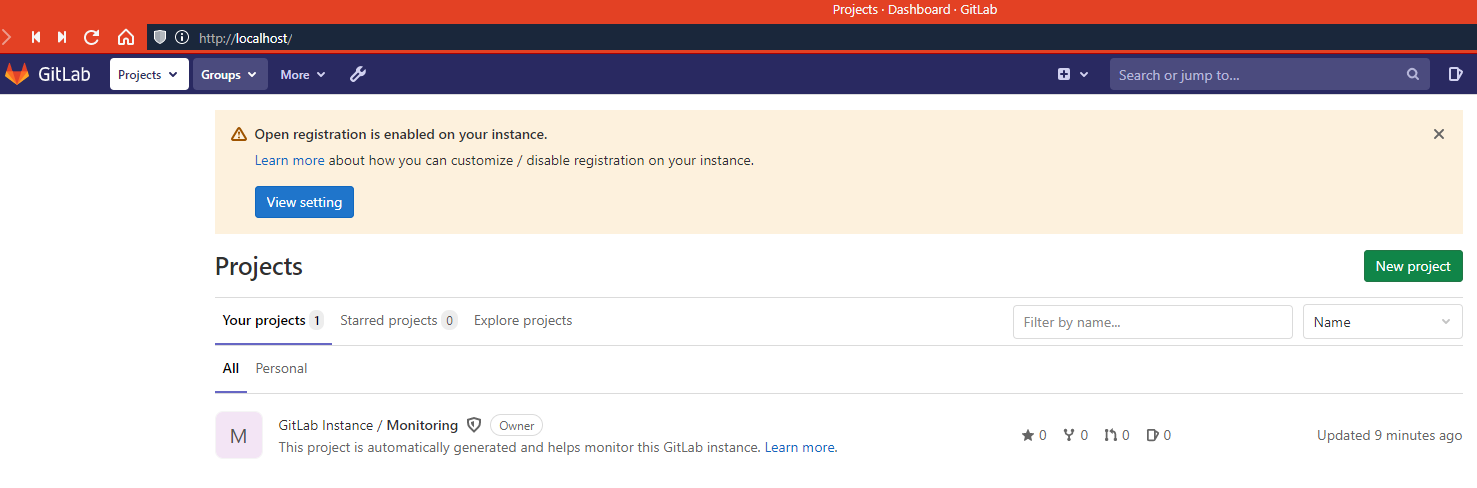 Projects · Dashboard · GitLab
http://localhost/
GitLab Projects Groups More Search or jump to...
Open registration is enabled on your instance.
Learn more about how you can customize / disable registration on your instance.
View setting
Projects New project
Your projects 1 Starred projects 0 Explore projects Filter by name... Name
All Personal
M GitLab Instance / Monitoring Owner 0 0 0 0 Updated 9 minutes ago
This project is automatically generated and helps monitor this GitLab instance. Learn more.